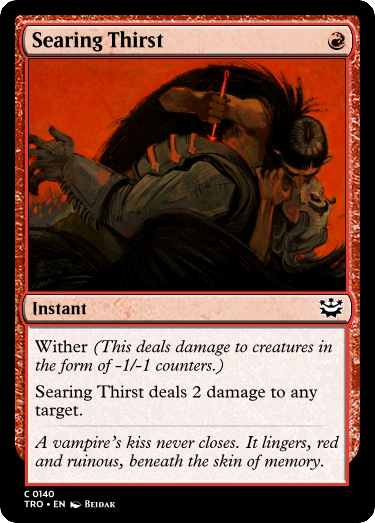 Searing Thirst
Instant
Wither (This deals damage to creatures in
the form of -1/-1 counters.)
Searing Thirst deals 2 damage to any
target.
A vampire's kiss never closes. It lingers, red
and ruinous, beneath the skin of memory.
C 0140
TRO • EN Beidak